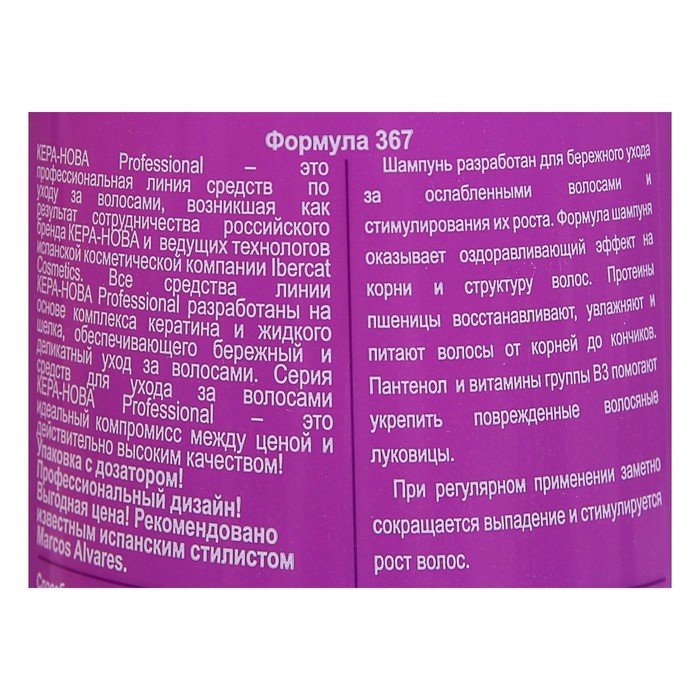 Формула 367
КЕРА-НОВА Professional – это
профессиональная линия средств по
уходу за волосами, возникшая как
результат сотрудничества российского
бренда КЕРА-НОВА и ведущих технологов
испанской косметической компании Ibercat
Cosmetics. Все средства линии
КЕРА-НОВА Professional разработаны на
основе комплекса кератина и жидкого
шелка, обеспечивающего бережный и
деликатный уход за волосами. Серия
средств для ухода за волосами
КЕРА-НОВА Professional – это
идеальный компромисс между ценой и
действительно высоким качеством!
Упаковка с дозатором!
Профессиональный дизайн!
Выгодная цена! Рекомендовано
известным испанским стилистом
Marcos Alvares.
Шампунь разработан для бережного ухода
за ослабленными волосами и
стимулирования их роста. Формула шампуня
оказывает оздоравливающий эффект на
корни и структуру волос. Протеины
пшеницы восстанавливают, увлажняют и
питают волосы от корней до кончиков.
Пантенол и витамины группы В3 помогают
укрепить поврежденные волосяные
луковицы.
При регулярном применении заметно
сокращается выпадение и стимулируется
рост волос.